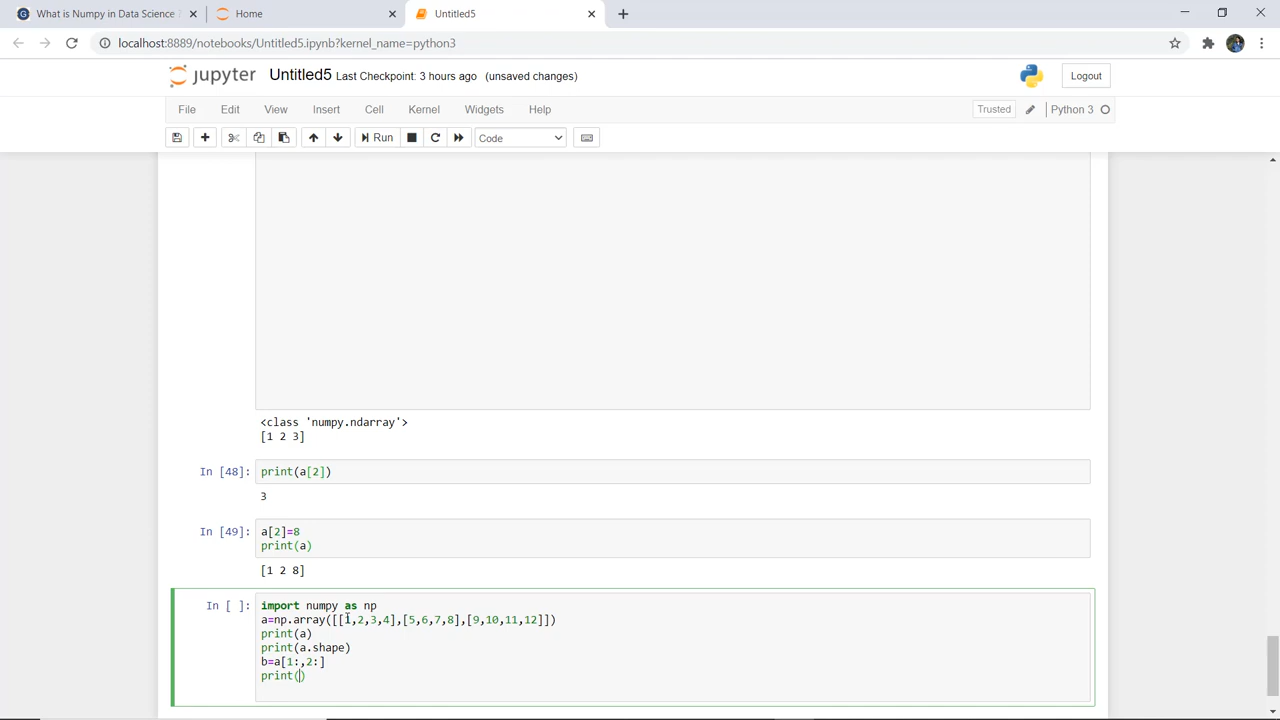 What is Numpy in Data Science
Home
Untitled5
localhost:8889/notebooks/Untitled5.ipynb?kernel_name=python3
jupyter Untitled5 Last Checkpoint: 3 hours ago (unsaved changes)
Logout
File Edit View Insert Cell Kernel Widgets Help
Trusted Python 3
Run Code
<class 'numpy.ndarray'>
[1 2 3]
In [48]: print(a[2])
3
In [49]: a[2]=8
print(a)
[1 2 8]
In [ ]: import numpy as np
a=np.array([[1,2,3,4],[5,6,7,8],[9,10,11,12]])
print(a)
print(a.shape)
b=a[1:,2:]
print()